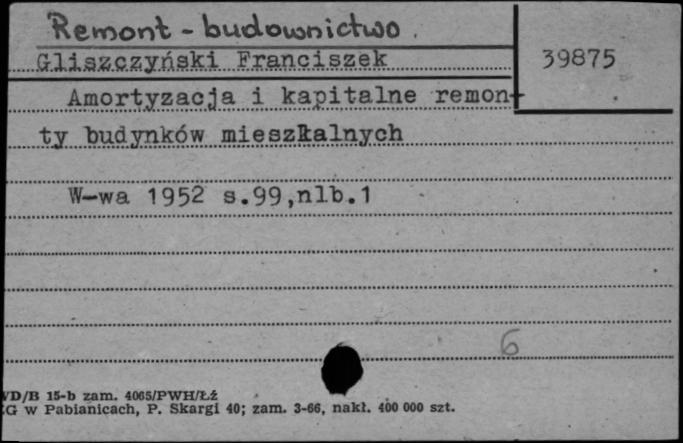 Remont - budownictwo.
Gliszczyński Franciszek
39875
Amortyzacja i kapitalne remon-
ty budynków mieszkalnych
W-wa 1952 s.99,nlb.1
6
VD/B 15-b zam. 4065/PWH/Łź
G w Pabianicach, P. Skargi 40; zam. 3-66, nakł. 400 000 szt.